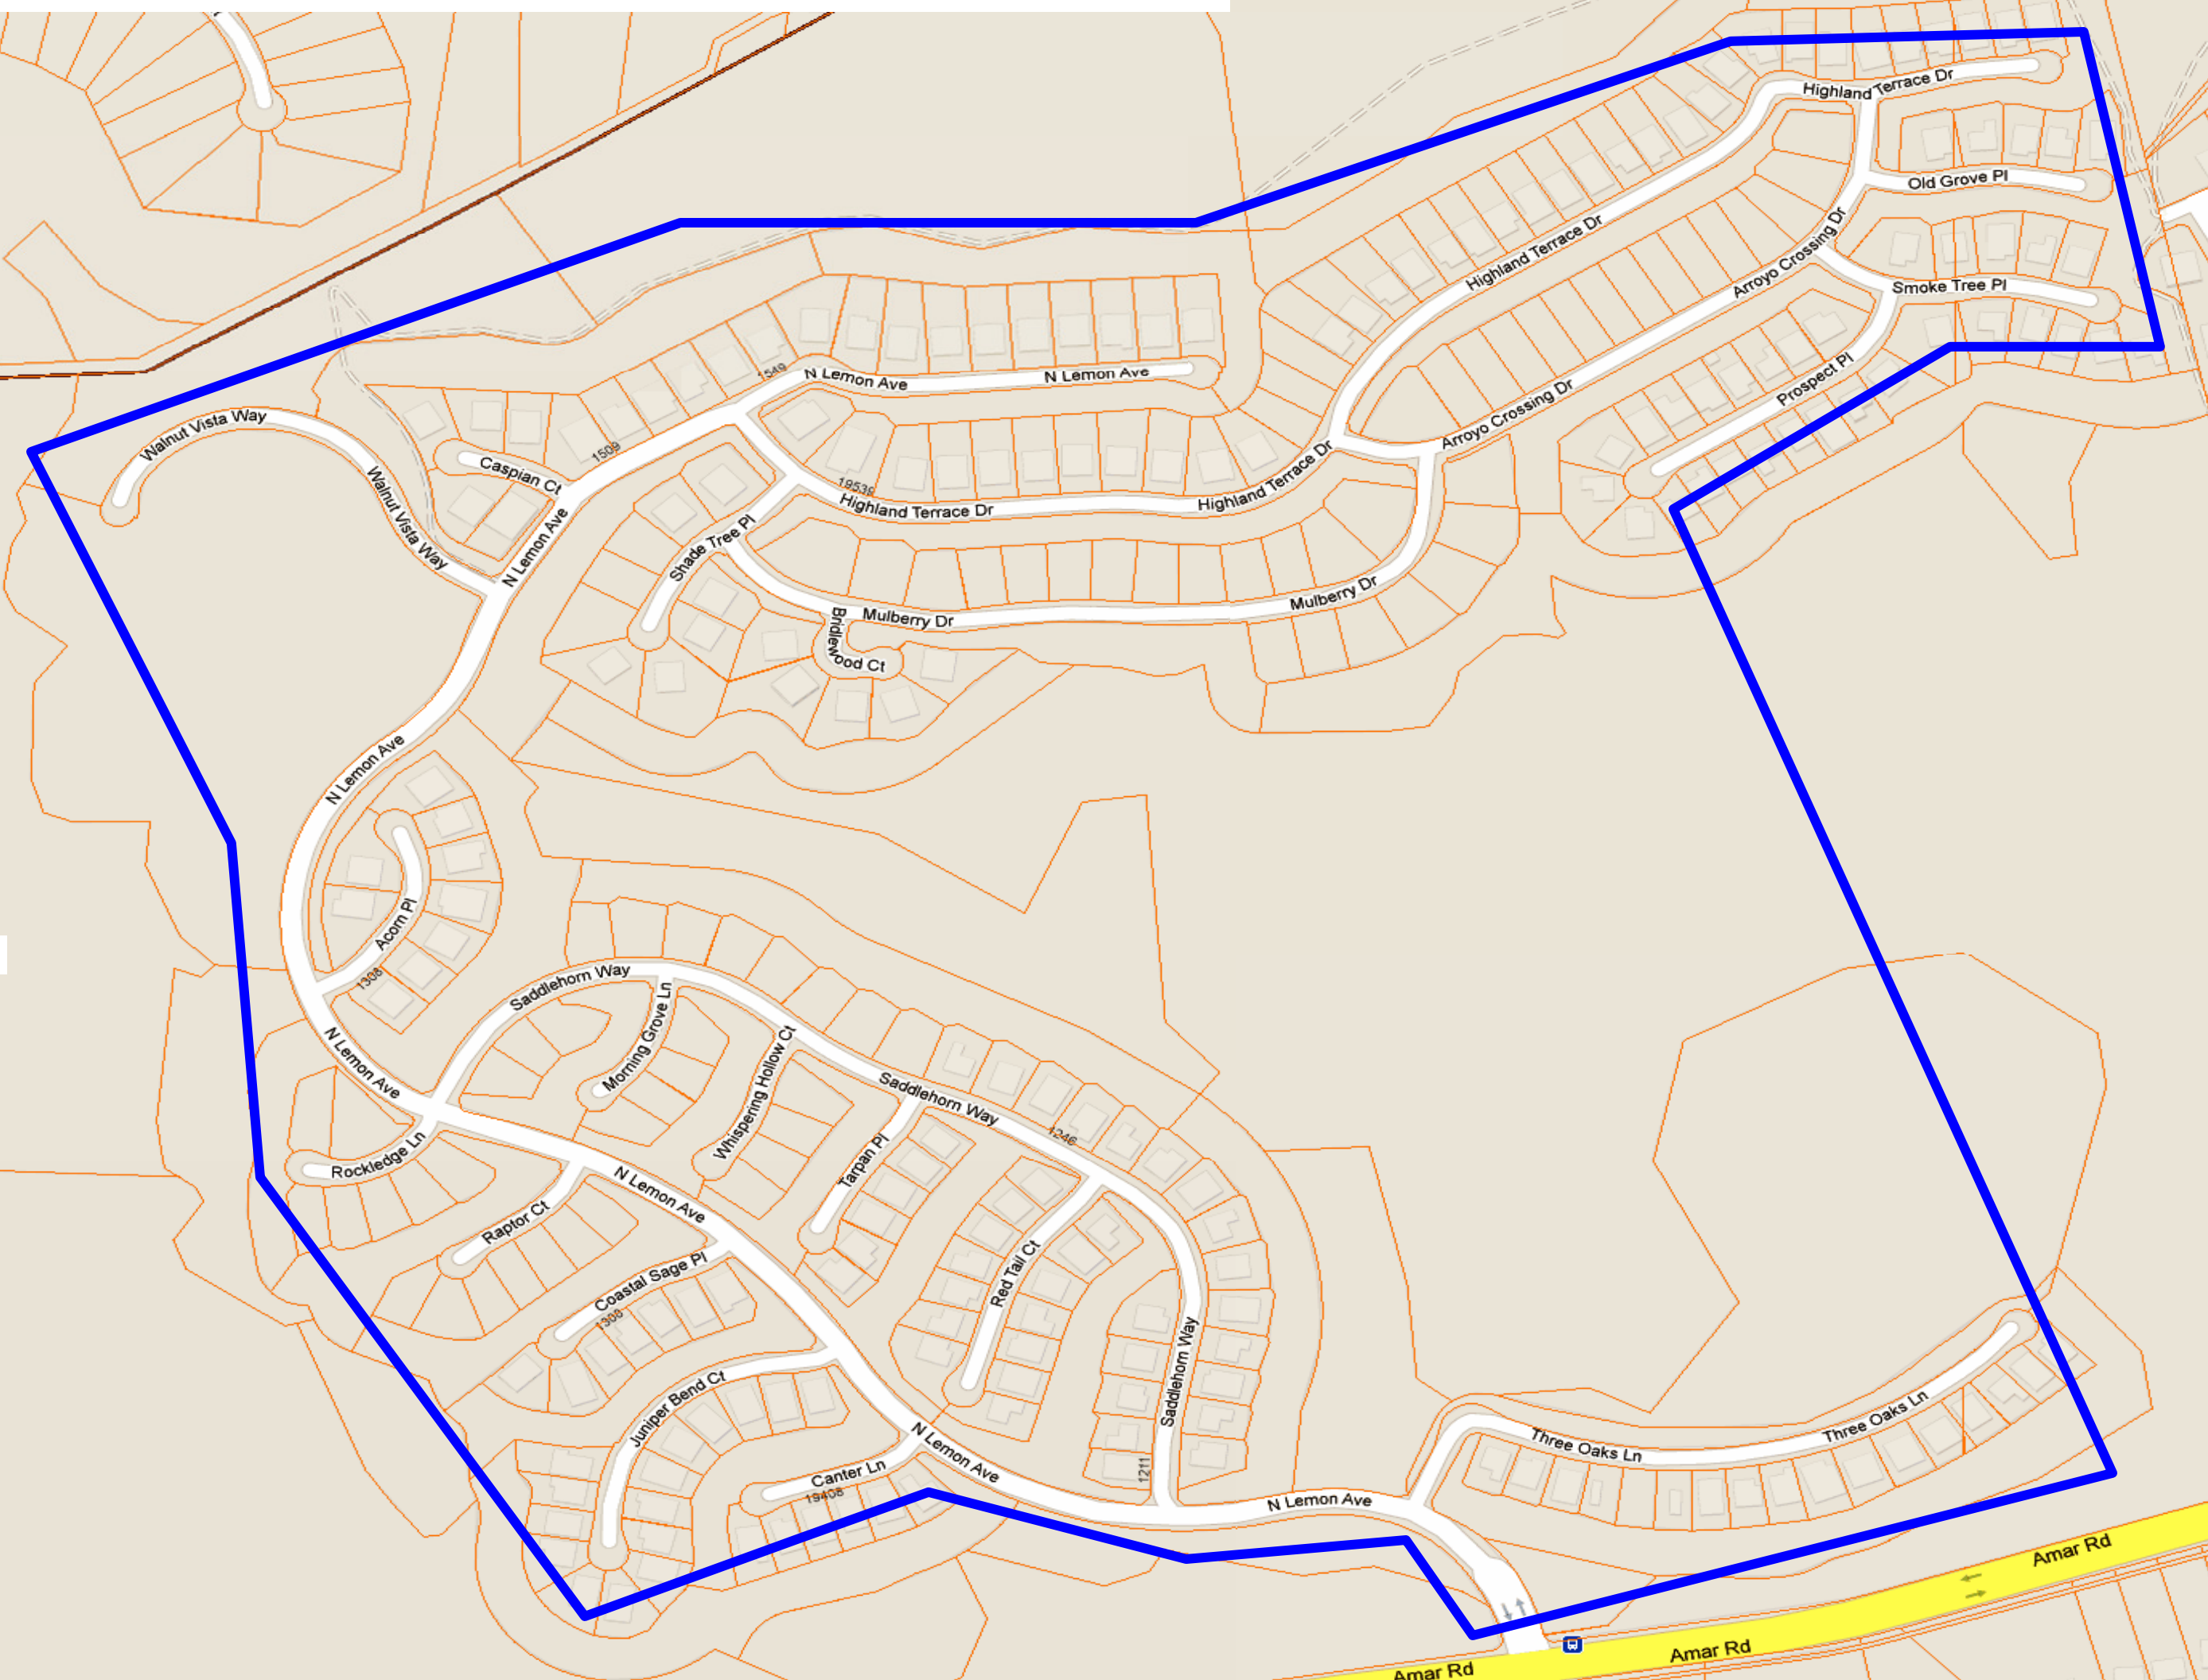 Highland Terrace Dr
Old Grove Pl
Arroyo Crossing Dr
Highland Terrace Dr
Smoke Tree Pl
Prospect Pl
1549
N Lemon Ave
N Lemon Ave
Walnut Vista Way
Arroyo Crossing Dr
1509
Caspian Ct
Walnut Vista Way
N Lemon Ave
19539
Highland Terrace Dr
Highland Terrace Dr
Shade Tree Pl
Mulberry Dr
Mulberry Dr
Bridlewood Ct
N Lemon Ave
Acorn Pl
1308
Saddlehorn Way
Morning Grove Ln
N Lemon Ave
Whispering Hollow Ct
Saddlehorn Way
1246
Rockledge Ln
Tarpan Pl
N Lemon Ave
Raptor Ct
Coastal Sage Pl
1308
Red Tail Ct
Saddlehorn Way
Juniper Bend Ct
N Lemon Ave
Canter Ln
19408
1211
N Lemon Ave
Three Oaks Ln
Three Oaks Ln
Amar Rd
Amar Rd
Amar Rd